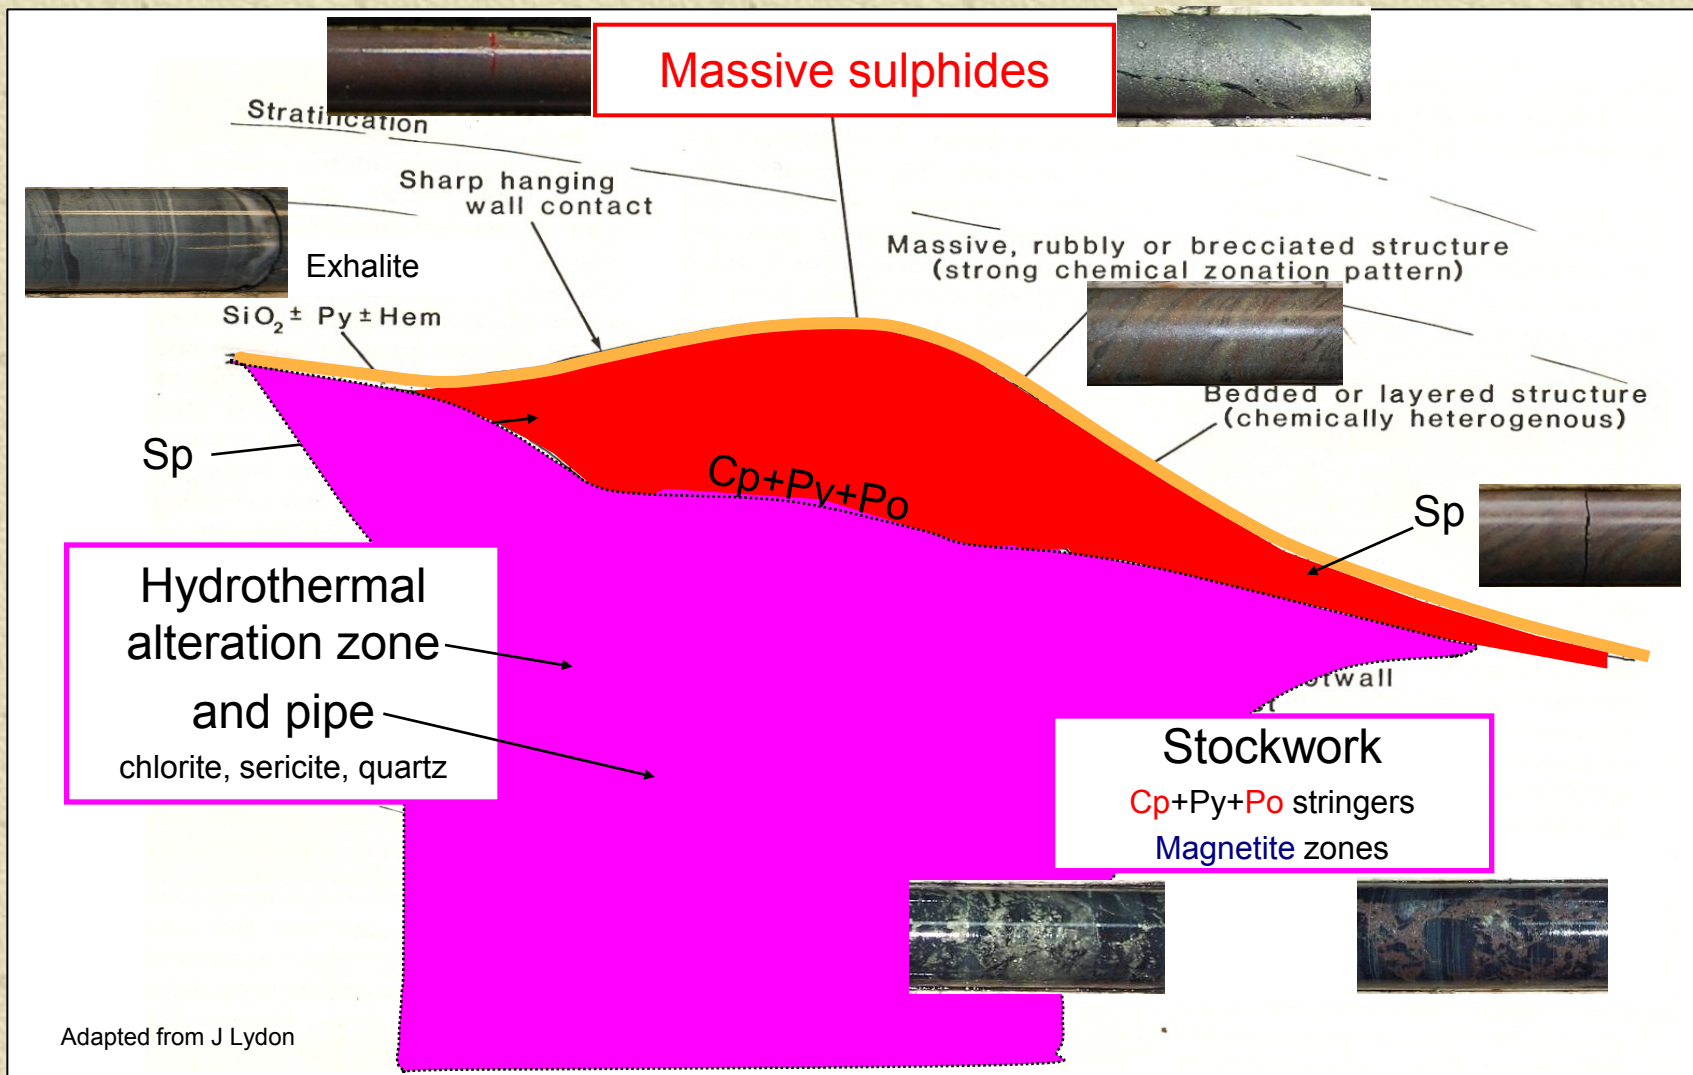 Massive sulphides
Stratification
Sharp hanging
wall contact
Massive, rubbly or brecciated structure
(strong chemical zonation pattern)
Exhalite
SiO₂ ± Py ± Hem
Bedded or layered structure
(chemically heterogenous)
Sp
Cp+Py+Po
Sp
Hydrothermal
alteration zone
and pipe
chlorite, sericite, quartz
Stockwork
Cp+Py+Po stringers
Magnetite zones
Adapted from J Lydon